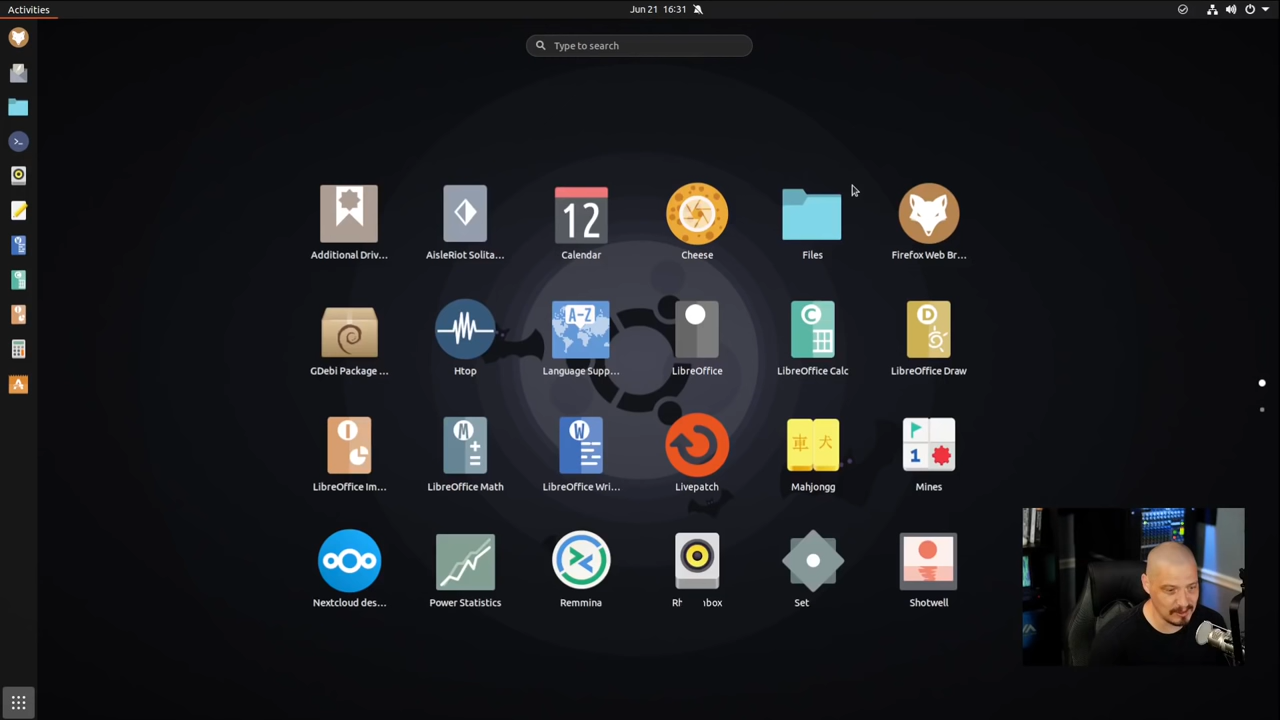 Activities
Jun 21 16:31
Type to search
12
Additional Driv...
AisleRiot Solita...
Calendar
Cheese
Files
Firefox Web Br...
A-Z
C
D
GDebi Package ...
Htop
Language Supp...
LibreOffice
LibreOffice Calc
LibreOffice Draw
I
M
W
車 犬
1
LibreOffice Im...
LibreOffice Math
LibreOffice Wri...
Livepatch
Mahjongg
Mines
Nextcloud des...
Power Statistics
Remmina
Set
Shotwell